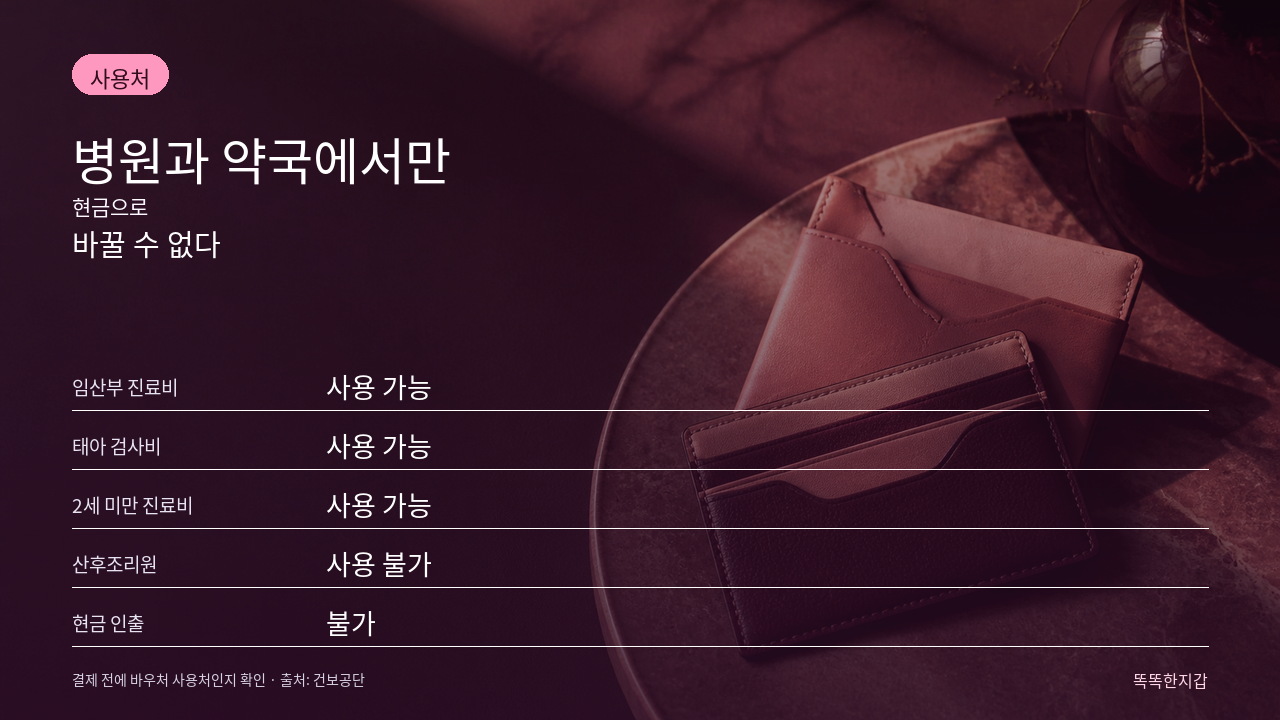 사용처
병원과 약국에서만
현금으로
바꿀 수 없다
임산부 진료비 사용 가능
태아 검사비 사용 가능
2세 미만 진료비 사용 가능
산후조리원 사용 불가
현금 인출 불가
결제 전에 바우처 사용처인지 확인 · 출처: 건보공단
똑똑한지갑